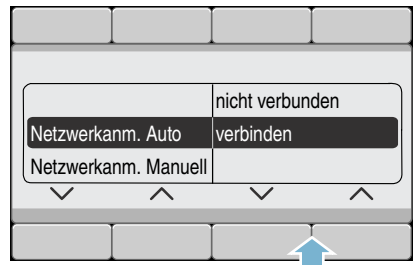 nicht verbunden
Netzwerkanm. Auto verbinden
Netzwerkanm. Manuell